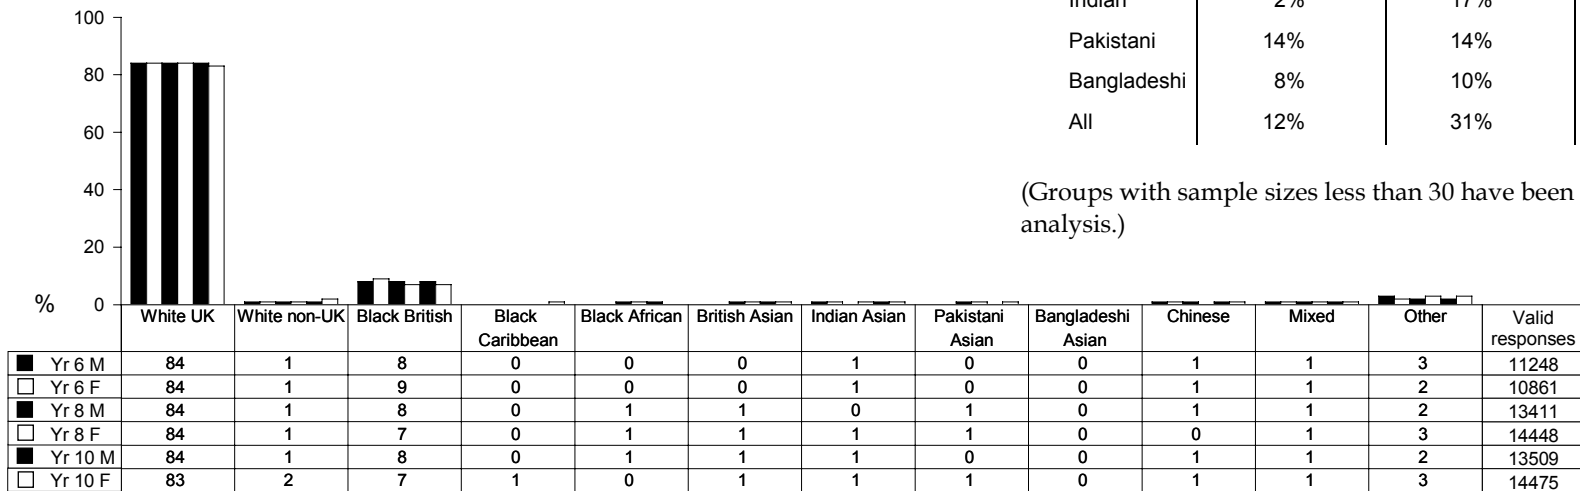 Indian 2% 17%
Pakistani 14% 14%
Bangladeshi 8% 10%
All 12% 31%
(Groups with sample sizes less than 30 have been
analysis.)
100
80
60
40
20
% 0
White UK White non-UK Black British Black Caribbean Black African British Asian Indian Asian Pakistani Asian Bangladeshi Asian Chinese Mixed Other Valid responses
Yr 6 M 84 1 8 0 0 0 1 0 0 1 1 3 11248
Yr 6 F 84 1 9 0 0 0 1 0 0 1 1 2 10861
Yr 8 M 84 1 8 0 1 1 0 1 0 1 1 2 13411
Yr 8 F 84 1 7 0 1 1 1 1 0 0 1 3 14448
Yr 10 M 84 1 8 0 1 1 1 0 0 1 1 2 13509
Yr 10 F 83 2 7 1 0 1 1 1 0 1 1 3 14475